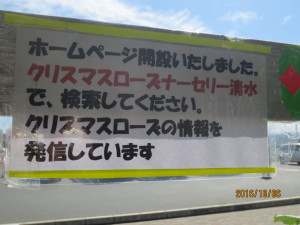 ホームページ開設いたしました。
クリスマスローズナーセリー清水
で、検索してください。
クリスマスローズの情報を
発信しています